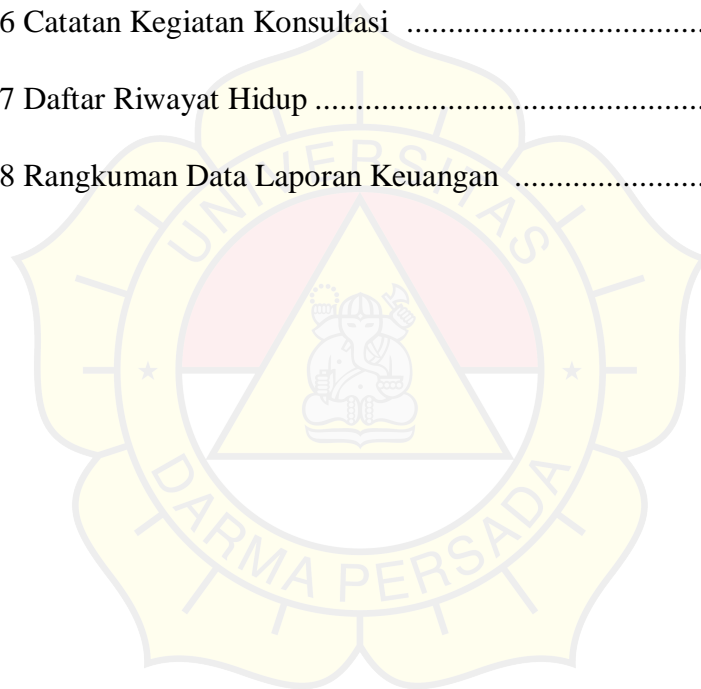 6 Catatan Kegiatan Konsultasi ..............................
7 Daftar Riwayat Hidup .......................................
8 Rangkuman Data Laporan Keuangan ...................
UNIVERSITAS
DARMA PERSADA